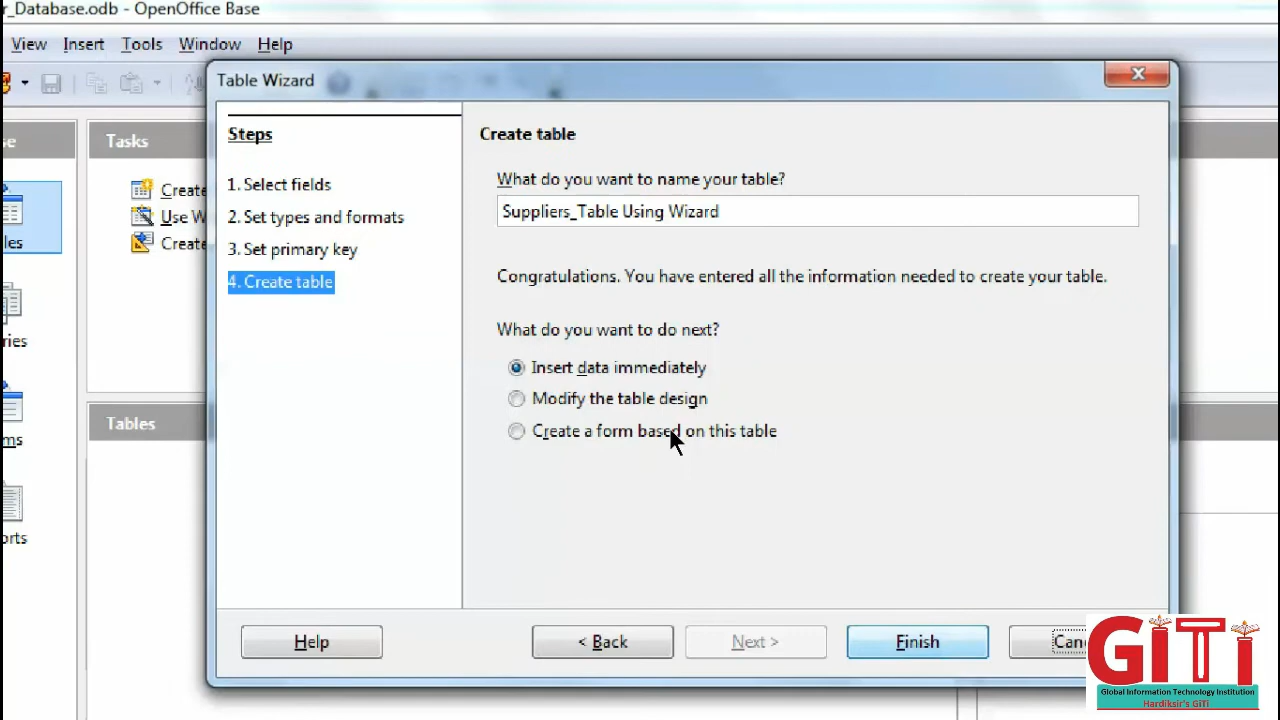 r_Database.odb - OpenOffice Base
View Insert Tools Window Help
Table Wizard
Tasks
Create
Use W
Create
Tables
Steps
1. Select fields
2. Set types and formats
3. Set primary key
4. Create table
Create table
What do you want to name your table?
Suppliers_Table Using Wizard
Congratulations. You have entered all the information needed to create your table.
What do you want to do next?
Insert data immediately
Modify the table design
Create a form based on this table
Help < Back Next > Finish Canc
les
ries
ms
orts
GiTi
Global Information Technology Institution
Hardiksir's GiTi